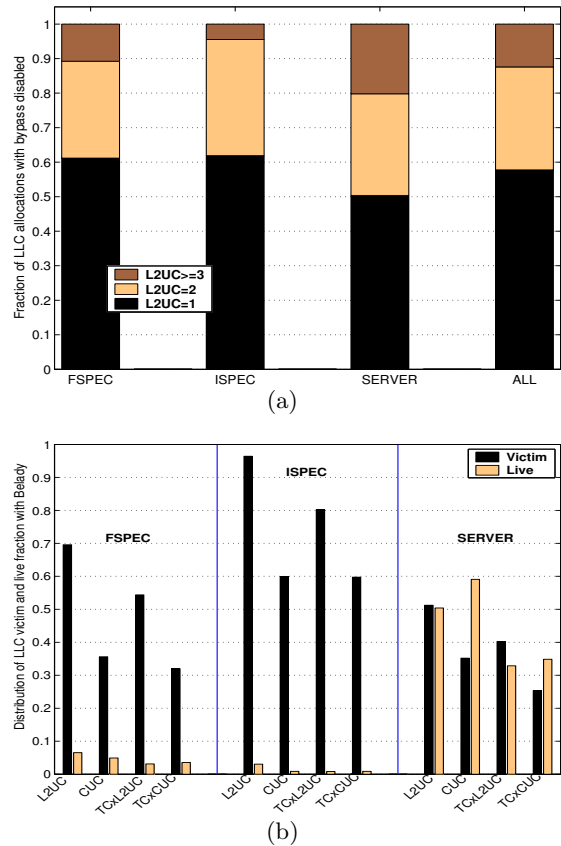 Fraction of LLC allocations with bypass disabled
1
0.9
0.8
0.7
0.6
0.5
0.4
0.3
0.2
0.1
0
L2UC>=3
L2UC=2
L2UC=1
FSPEC ISPEC SERVER ALL
(a)
Distribution of LLC victim and live fraction with Belady
1
0.9
0.8
0.7
0.6
0.5
0.4
0.3
0.2
0.1
0
Victim
Live
FSPEC
ISPEC
SERVER
L2UC CUC TCxL2UC TCxCUC L2UC CUC TCxL2UC TCxCUC L2UC CUC TCxL2UC TCxCUC
(b)